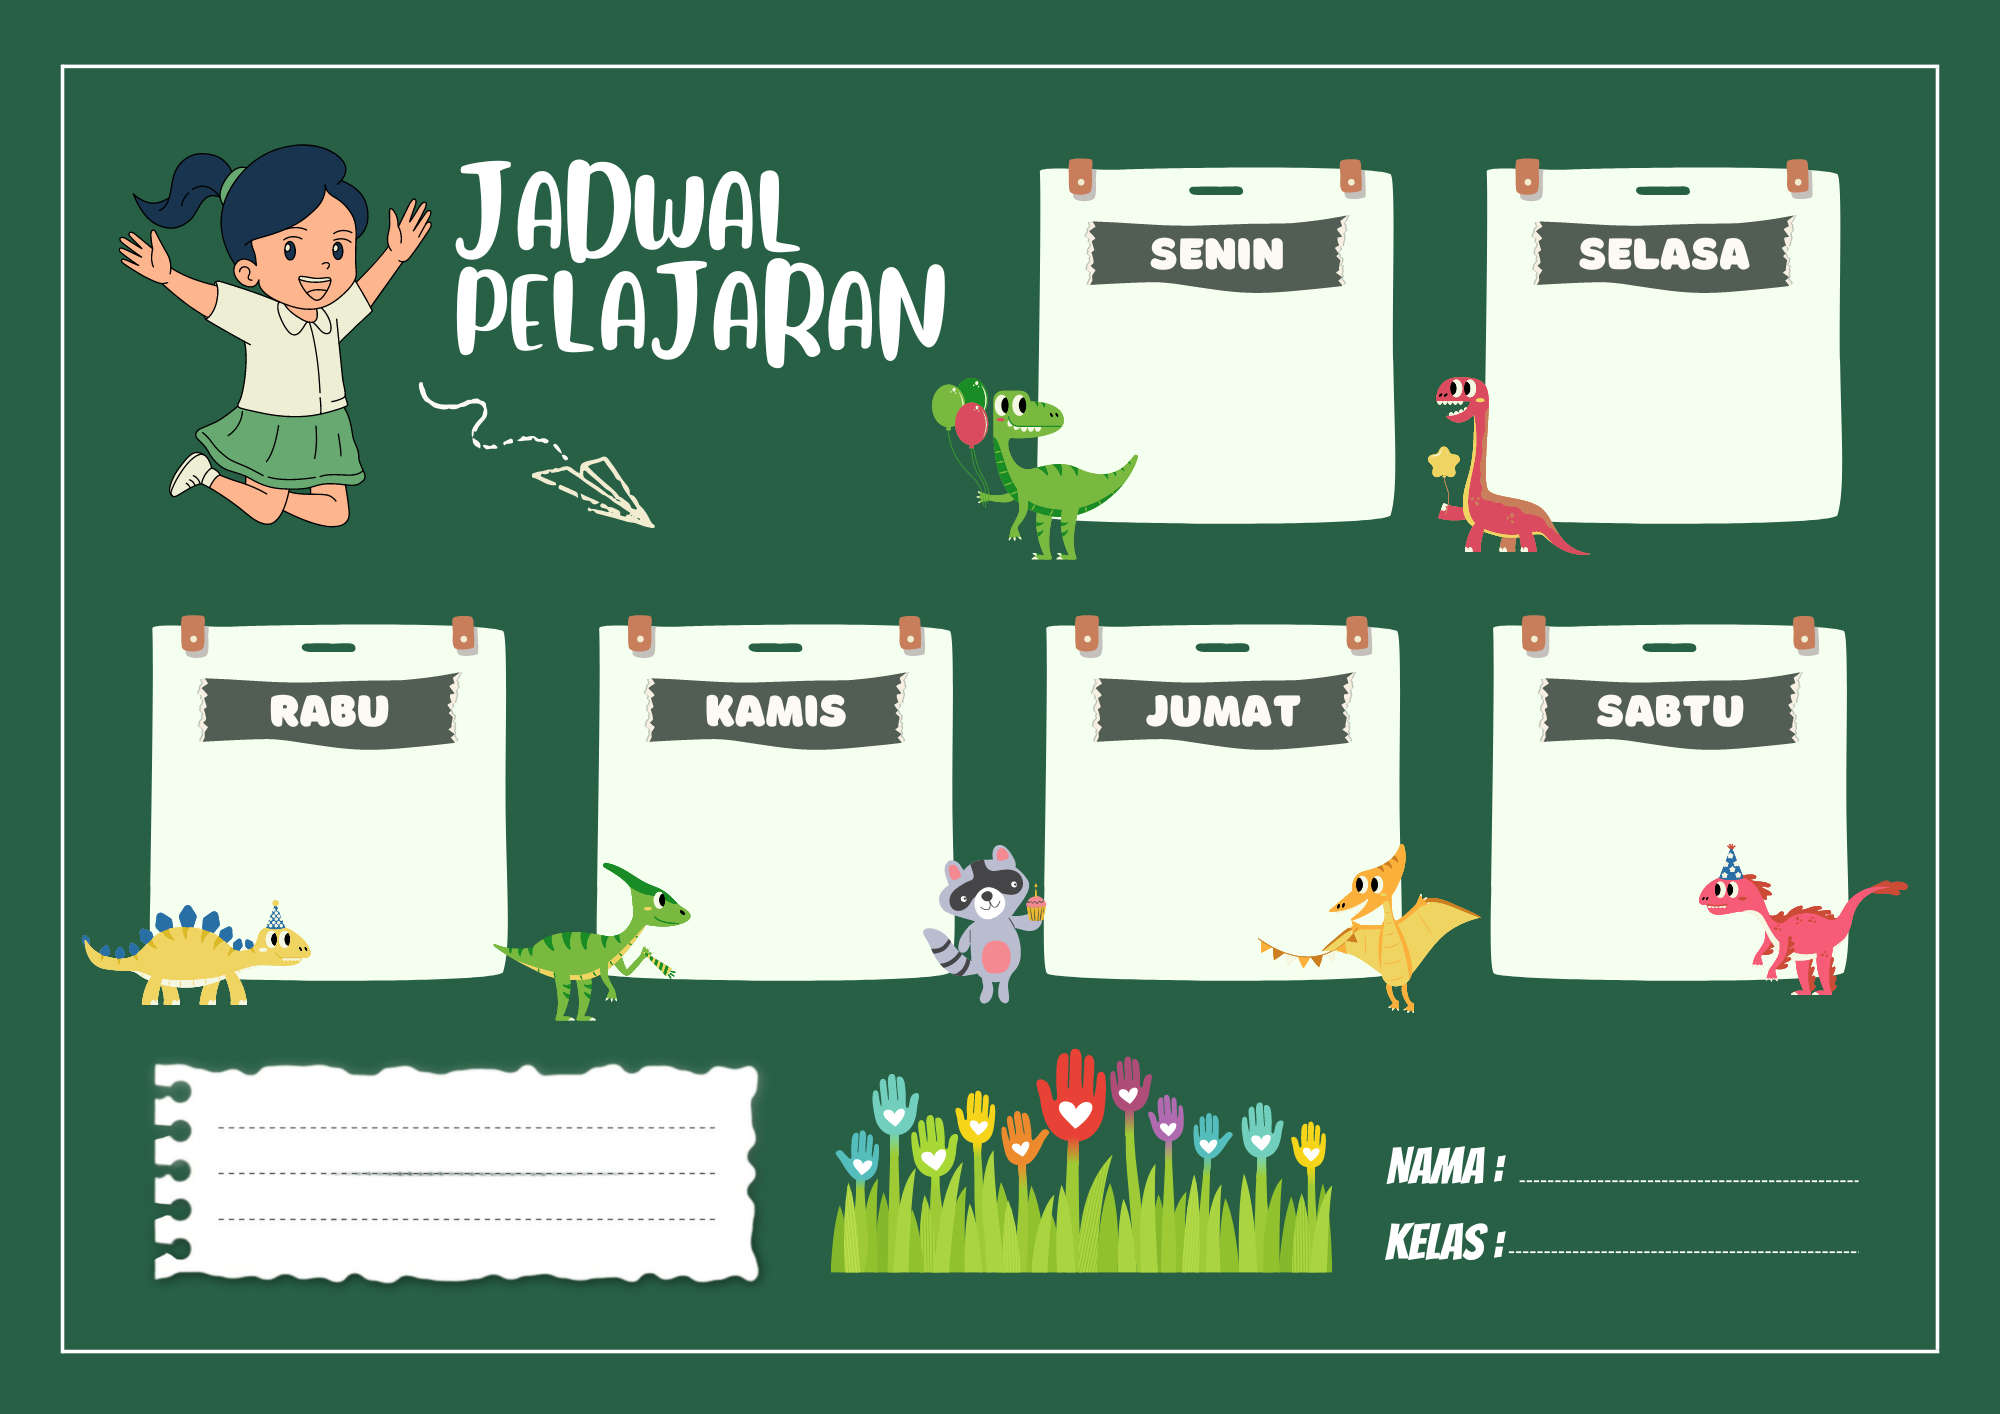 JADWAL
PELAJARAN
SENIN
SELASA
RABU
KAMIS
JUMAT
SABTU
NAMA :
KELAS :